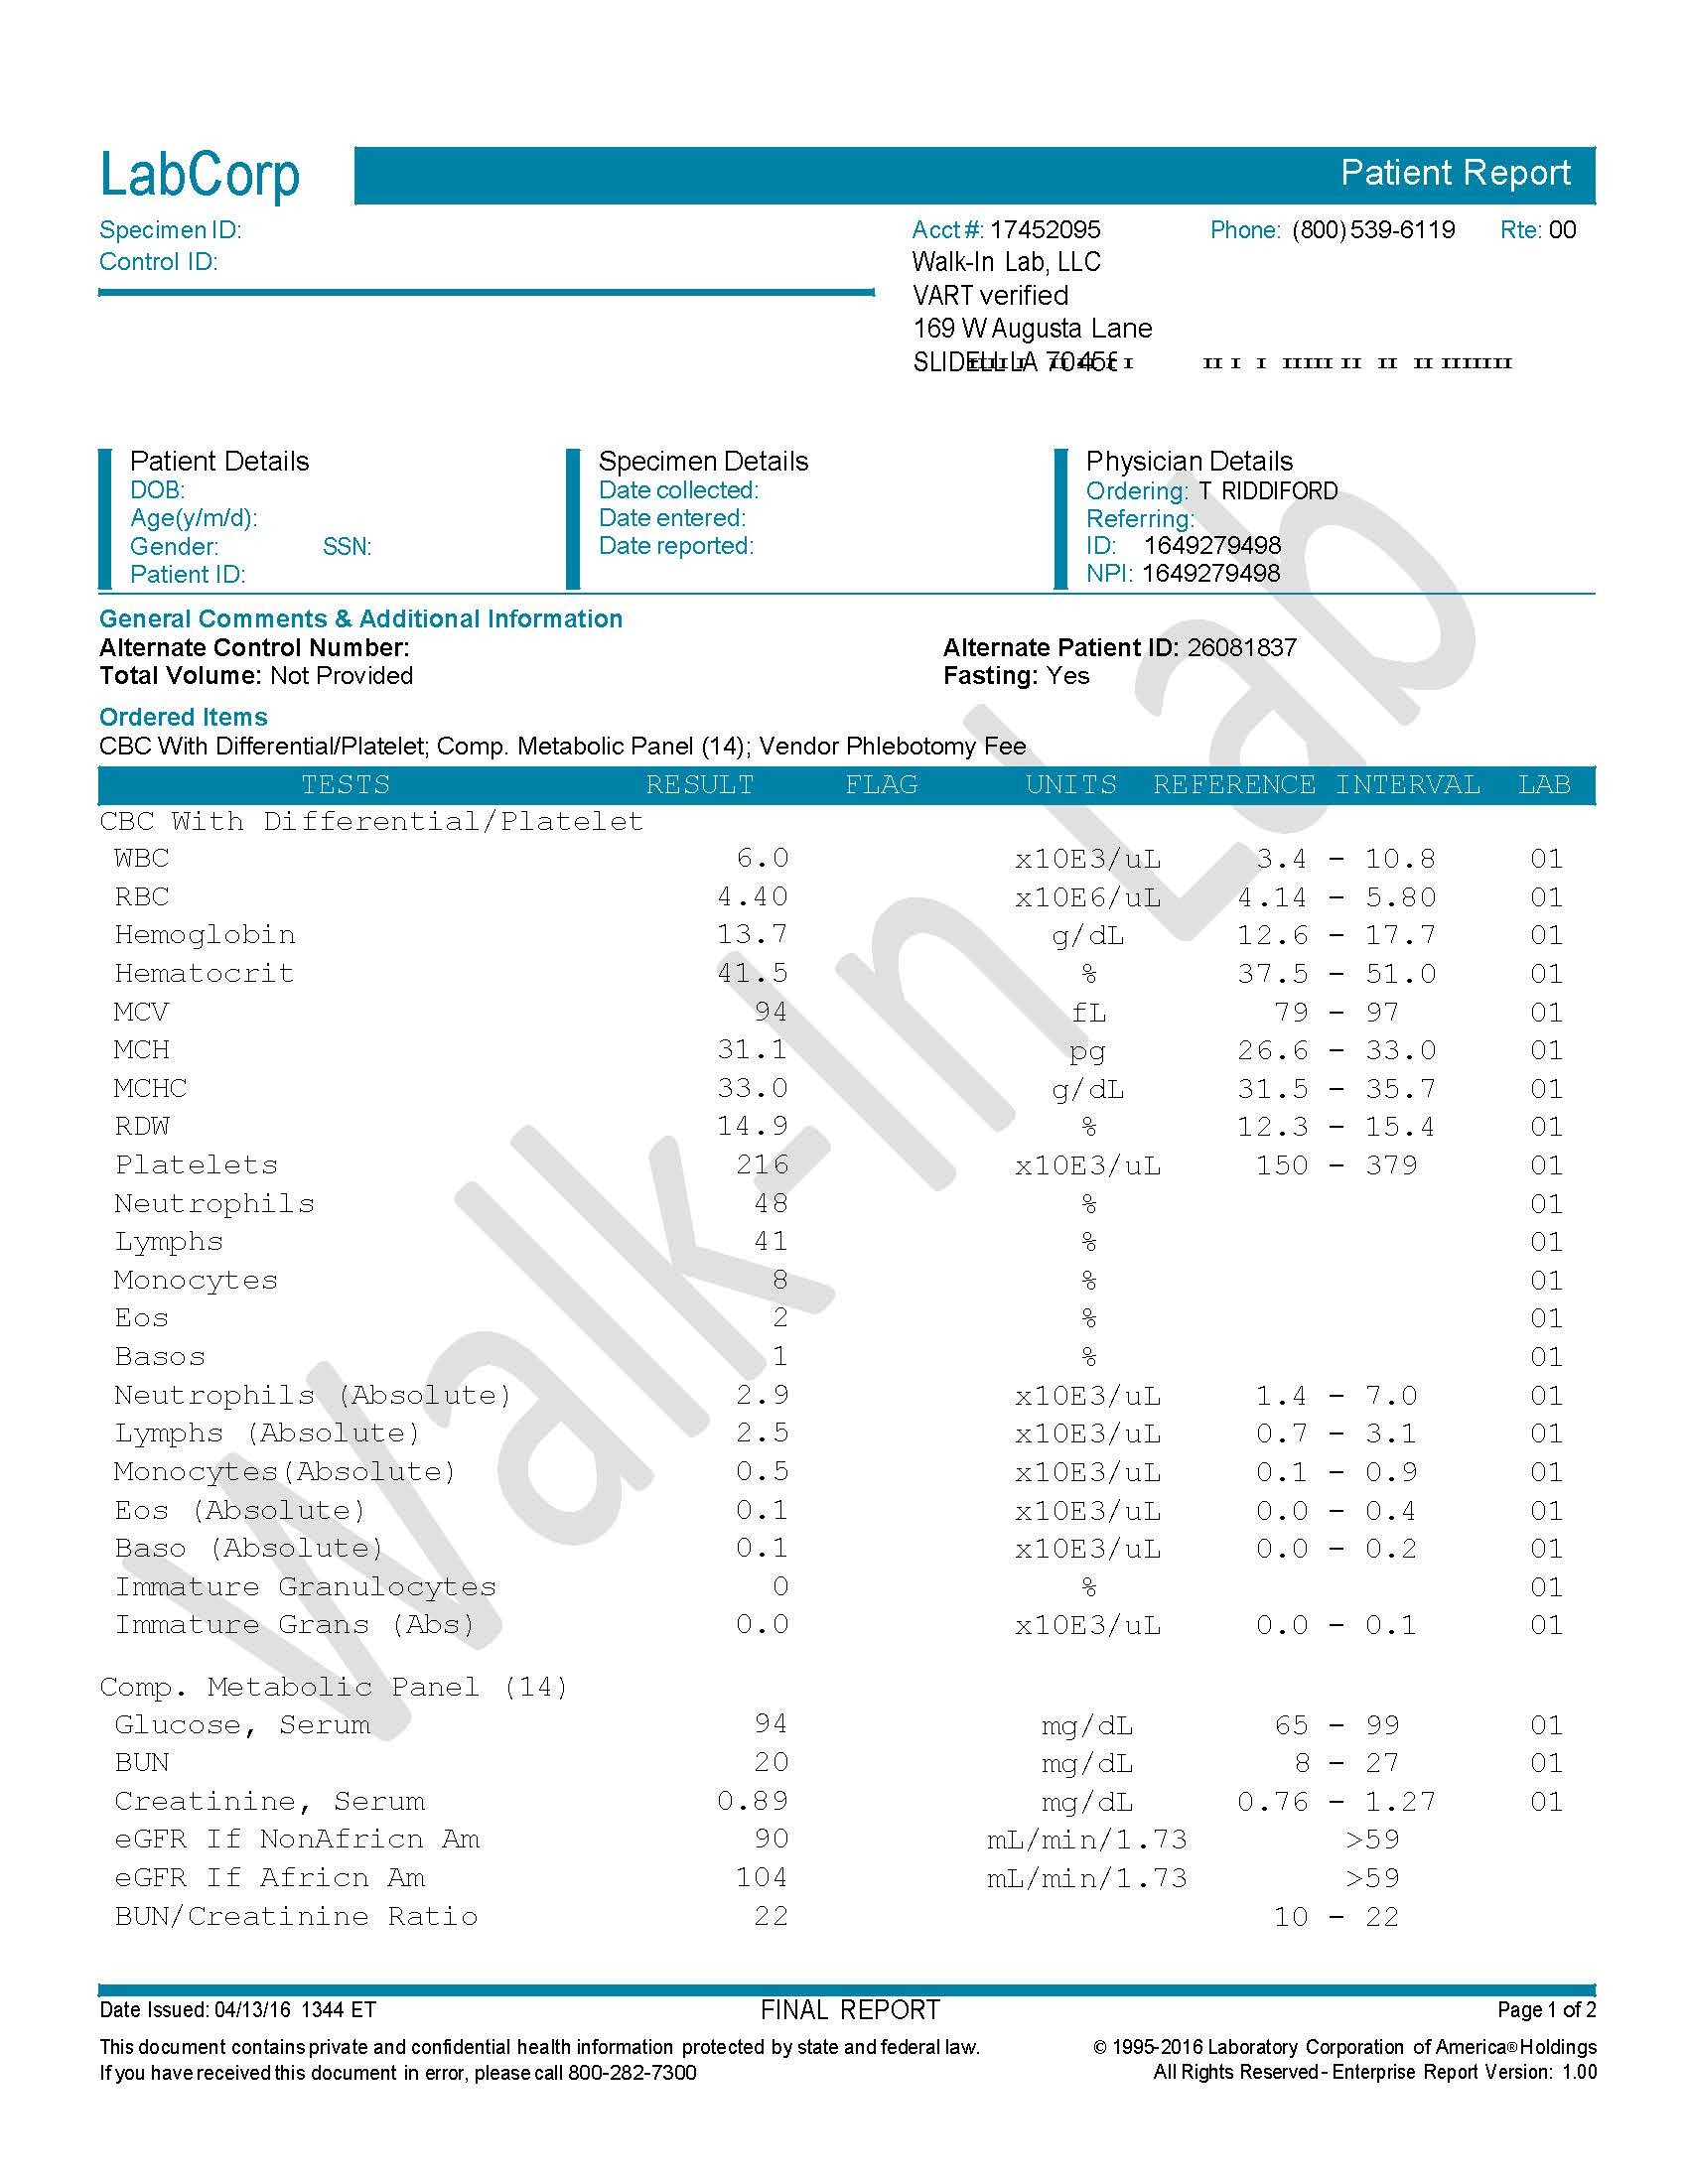 LabCorp
Patient Report
Specimen ID:
Control ID:
Acct #: 17452095 Phone: (800) 539-6119 Rte: 00
Walk-In Lab, LLC
VART verified
169 W Augusta Lane
SLIDELL LA
Patient Details
DOB:
Age(y/m/d):
Gender: SSN:
Patient ID:
Specimen Details
Date collected:
Date entered:
Date reported:
Physician Details
Ordering: T RIDDIFORD
Referring:
ID: 1649279498
NPI: 1649279498
General Comments & Additional Information
Alternate Control Number: Alternate Patient ID: 26081837
Total Volume: Not Provided Fasting: Yes
Ordered Items
CBC With Differential/Platelet; Comp. Metabolic Panel (14); Vendor Phlebotomy Fee
TESTS RESULT FLAG UNITS REFERENCE INTERVAL LAB
CBC With Differential/Platelet
WBC 6.0 x10E3/uL 3.4 - 10.8 01
RBC 4.40 x10E6/uL 4.14 - 5.80 01
Hemoglobin 13.7 g/dL 12.6 - 17.7 01
Hematocrit 41.5 % 37.5 - 51.0 01
MCV 94 fL 79 - 97 01
MCH 31.1 pg 26.6 - 33.0 01
MCHC 33.0 g/dL 31.5 - 35.7 01
RDW 14.9 % 12.3 - 15.4 01
Platelets 216 x10E3/uL 150 - 379 01
Neutrophils 48 % 01
Lymphs 41 % 01
Monocytes 8 % 01
Eos 2 % 01
Basos 1 % 01
Neutrophils (Absolute) 2.9 x10E3/uL 1.4 - 7.0 01
Lymphs (Absolute) 2.5 x10E3/uL 0.7 - 3.1 01
Monocytes(Absolute) 0.5 x10E3/uL 0.1 - 0.9 01
Eos (Absolute) 0.1 x10E3/uL 0.0 - 0.4 01
Baso (Absolute) 0.1 x10E3/uL 0.0 - 0.2 01
Immature Granulocytes 0 % 01
Immature Grans (Abs) 0.0 x10E3/uL 0.0 - 0.1 01
Comp. Metabolic Panel (14)
Glucose, Serum 94 mg/dL 65 - 99 01
BUN 20 mg/dL 8 - 27 01
Creatinine, Serum 0.89 mg/dL 0.76 - 1.27 01
eGFR If NonAfricn Am 90 mL/min/1.73 >59
eGFR If Africn Am 104 mL/min/1.73 >59
BUN/Creatinine Ratio 22 10 - 22
Walk-In Lab
Date Issued: 04/13/16 1344 ET FINAL REPORT Page 1 of 2
This document contains private and confidential health information protected by state and federal law.
If you have received this document in error, please call 800-282-7300
© 1995-2016 Laboratory Corporation of America® Holdings
All Rights Reserved - Enterprise Report Version: 1.00